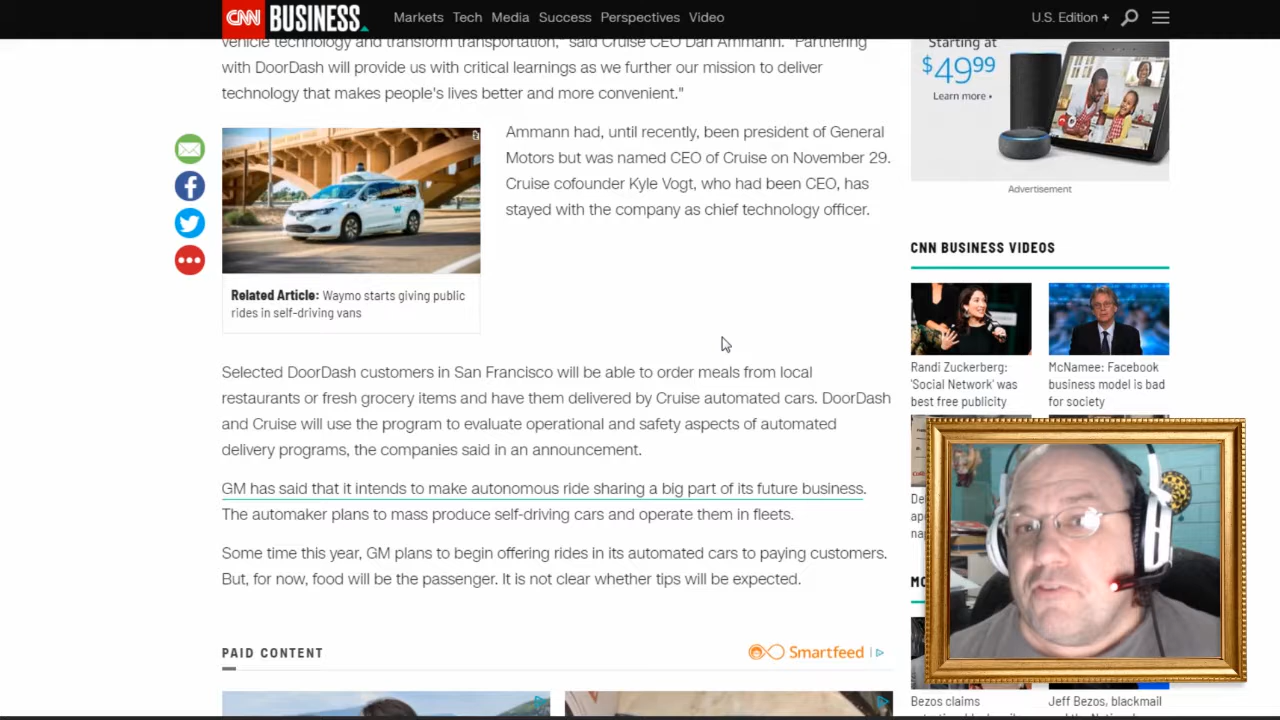 CNN BUSINESS
Markets Tech Media Success Perspectives Video
U.S. Edition +
vehicle technology and transform transportation," said Cruise CEO Dan Ammann. "Partnering
with DoorDash will provide us with critical learnings as we further our mission to deliver
technology that makes people's lives better and more convenient."
Ammann had, until recently, been president of General
Motors but was named CEO of Cruise on November 29.
Cruise cofounder Kyle Vogt, who had been CEO, has
stayed with the company as chief technology officer.
Related Article: Waymo starts giving public
rides in self-driving vans
Selected DoorDash customers in San Francisco will be able to order meals from local
restaurants or fresh grocery items and have them delivered by Cruise automated cars. DoorDash
and Cruise will use the program to evaluate operational and safety aspects of automated
delivery programs, the companies said in an announcement.
GM has said that it intends to make autonomous ride sharing a big part of its future business.
The automaker plans to mass produce self-driving cars and operate them in fleets.
Some time this year, GM plans to begin offering rides in its automated cars to paying customers.
But, for now, food will be the passenger. It is not clear whether tips will be expected.
PAID CONTENT
Smartfeed
Starting at
$49.99
Learn more
Advertisement
CNN BUSINESS VIDEOS
Randi Zuckerberg:
'Social Network' was
best free publicity
McNamee: Facebook
business model is bad
for society
Bezos claims
Jeff Bezos, blackmail